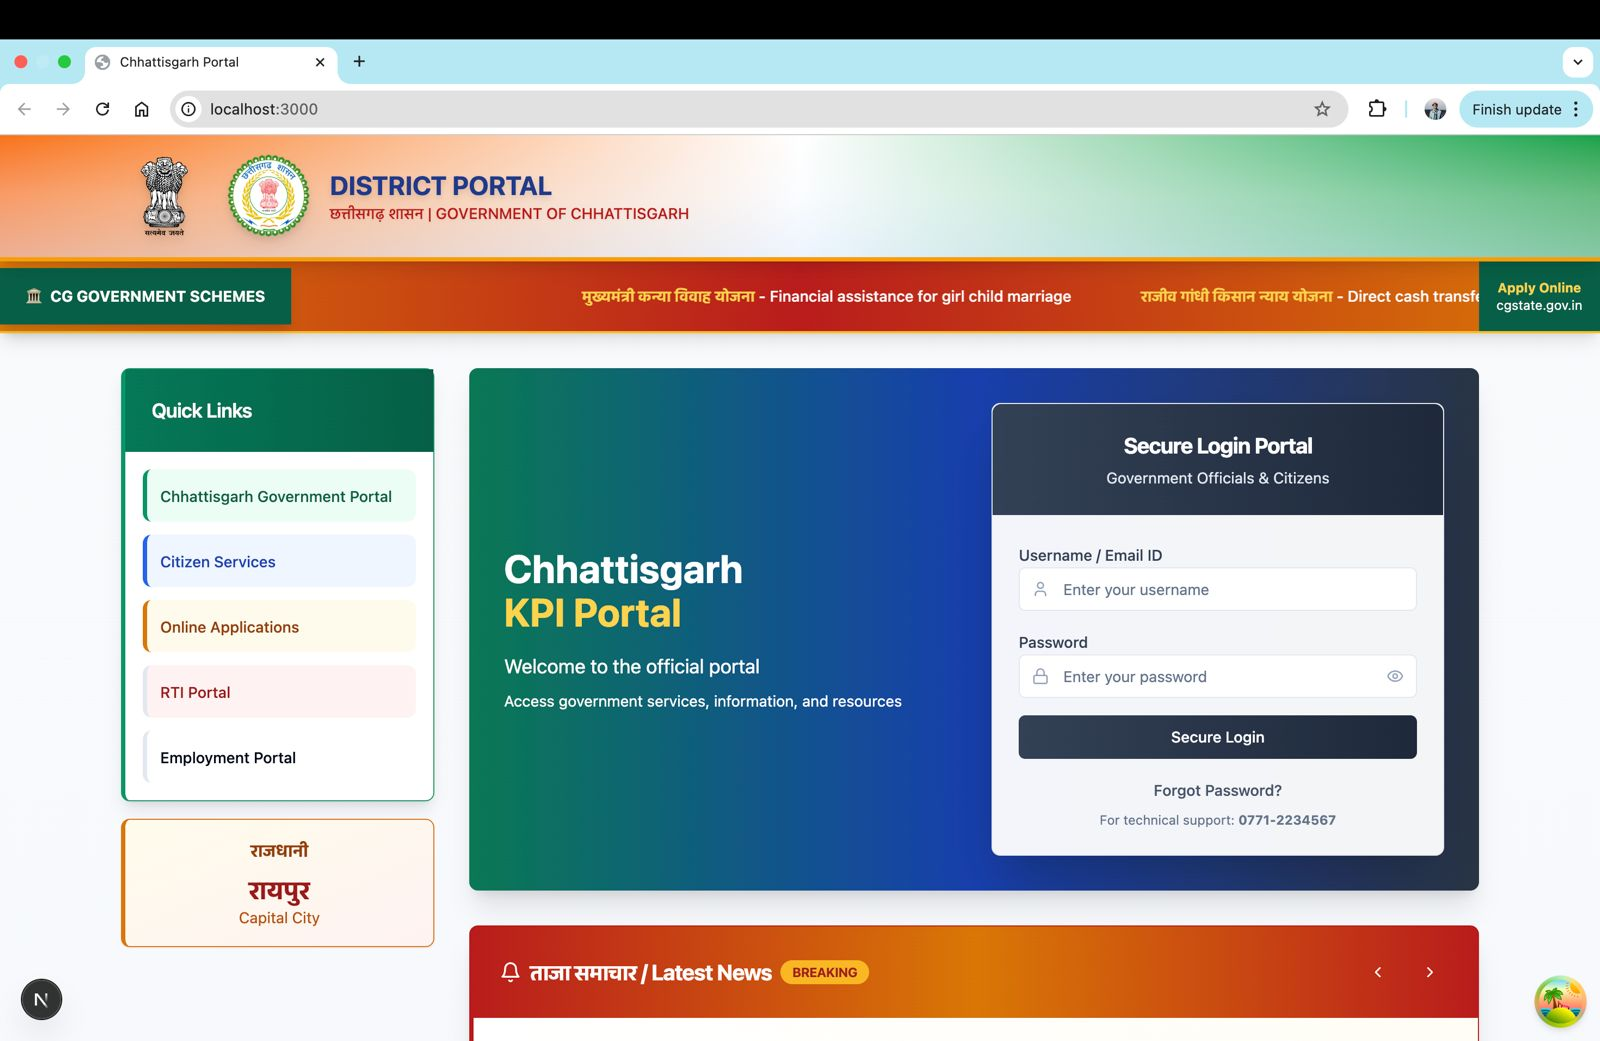 Chhattisgarh Portal
localhost:3000
Finish update
सत्यमेव जयते
छत्तीसगढ़ शासन
DISTRICT PORTAL
छत्तीसगढ़ शासन | GOVERNMENT OF CHHATTISGARH
CG GOVERNMENT SCHEMES
मुख्यमंत्री कन्या विवाह योजना - Financial assistance for girl child marriage
राजीव गांधी किसान न्याय योजना - Direct cash transfe
Apply Online
cgstate.gov.in
Quick Links
Chhattisgarh Government Portal
Citizen Services
Online Applications
RTI Portal
Employment Portal
राजधानी
रायपुर
Capital City
Chhattisgarh
KPI Portal
Welcome to the official portal
Access government services, information, and resources
Secure Login Portal
Government Officials & Citizens
Username / Email ID
Enter your username
Password
Enter your password
Secure Login
Forgot Password?
For technical support: 0771-2234567
ताजा समाचार / Latest News BREAKING
N